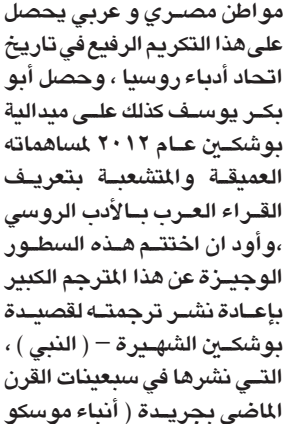 مواطن مصري و عربي يحصل
على هذا التكريم الرفيع في تاريخ
اتحاد أدباء روسيا ، وحصل أبو
بكر يوسف كذلك على ميدالية
بوشكين عام ٢٠١٢ لمساهماته
العميقة والمتشعبة بتعريف
القراء العرب بالأدب الروسي
،وأود ان اختتم هذه السطور
الوجيزة عن هذا المترجم الكبير
بإعادة نشر ترجمته لقصيدة
بوشكين الشهيرة – ( النبي ) ،
التي نشرها في سبعينات القرن
الماضي بجريدة ( أنباء موسكو